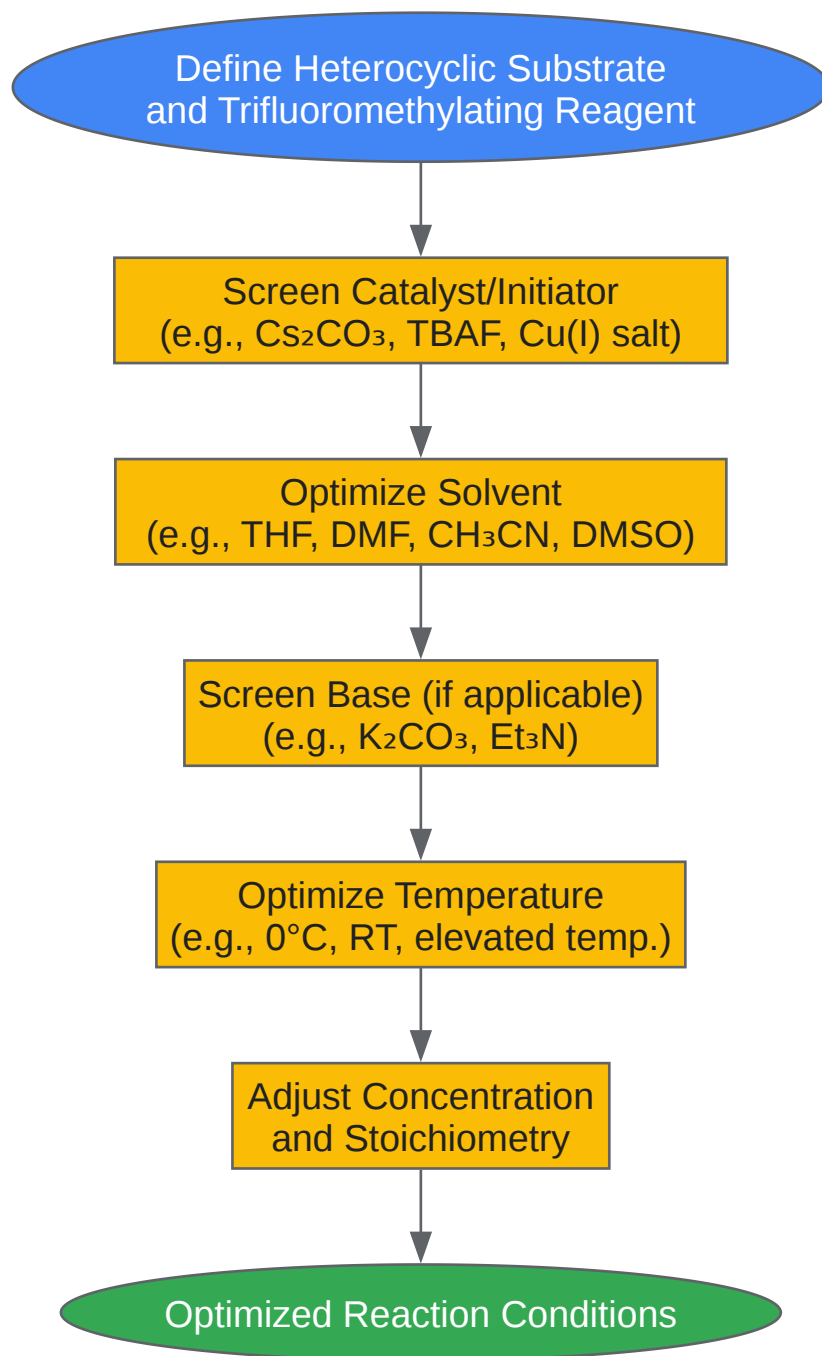 Define Heterocyclic Substrate
and Trifluoromethylating Reagent
Screen Catalyst/Initiator
(e.g., Cs₂CO₃, TBAF, Cu(I) salt)
Optimize Solvent
(e.g., THF, DMF, CH₃CN, DMSO)
Screen Base (if applicable)
(e.g., K₂CO₃, Et₃N)
Optimize Temperature
(e.g., 0°C, RT, elevated temp.)
Adjust Concentration
and Stoichiometry
Optimized Reaction Conditions